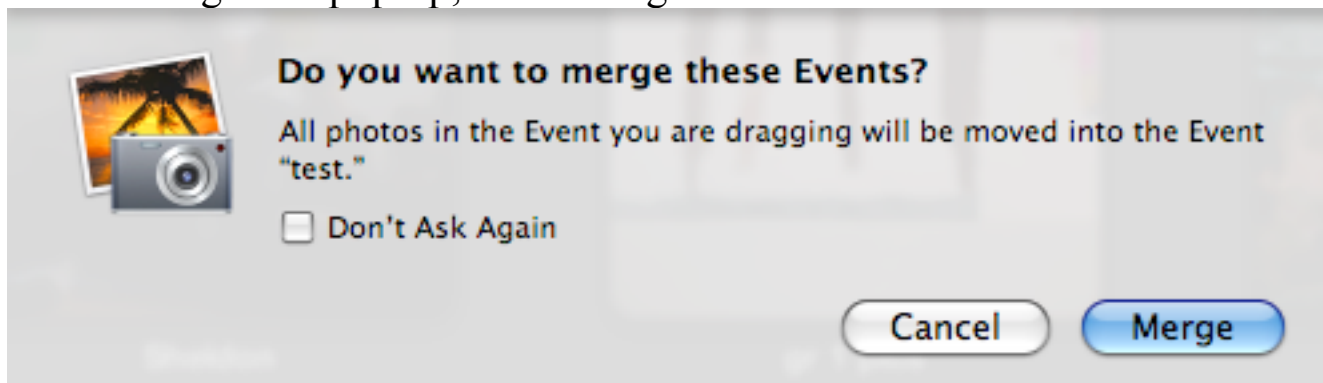 Do you want to merge these Events?
All photos in the Event you are dragging will be moved into the Event
“test.”
Don't Ask Again
Cancel
Merge